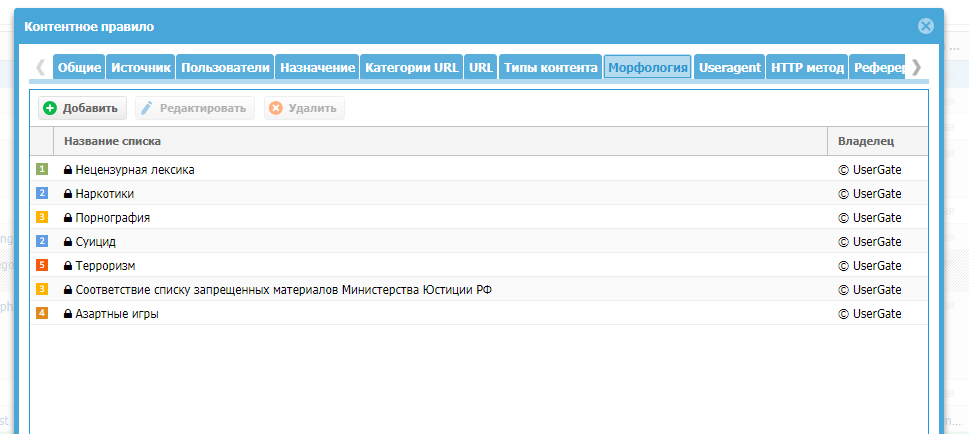 Контентное правило
Общие Источник Пользователи Назначение Категории URL URL Типы контента Морфология Useragent HTTP метод
Добавить Редактировать Удалить
Название списка Владелец
1 Нецензурная лексика © UserGate
2 Наркотики © UserGate
3 Порнография © UserGate
2 Суицид © UserGate
5 Терроризм © UserGate
3 Соответствие списку запрещенных материалов Министерства Юстиции РФ © UserGate
4 Азартные игры © UserGate